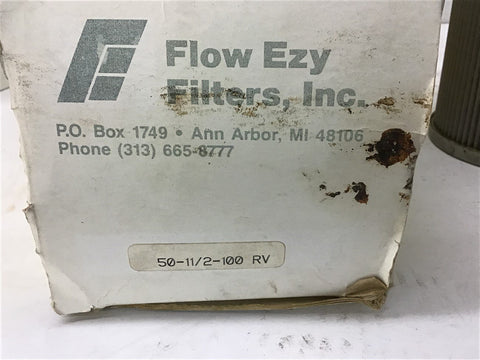 Flow Ezy
Filters, Inc.
P.O. Box 1749 • Ann Arbor, MI 48106
Phone (313) 665-8777
50-11/2-100 RV